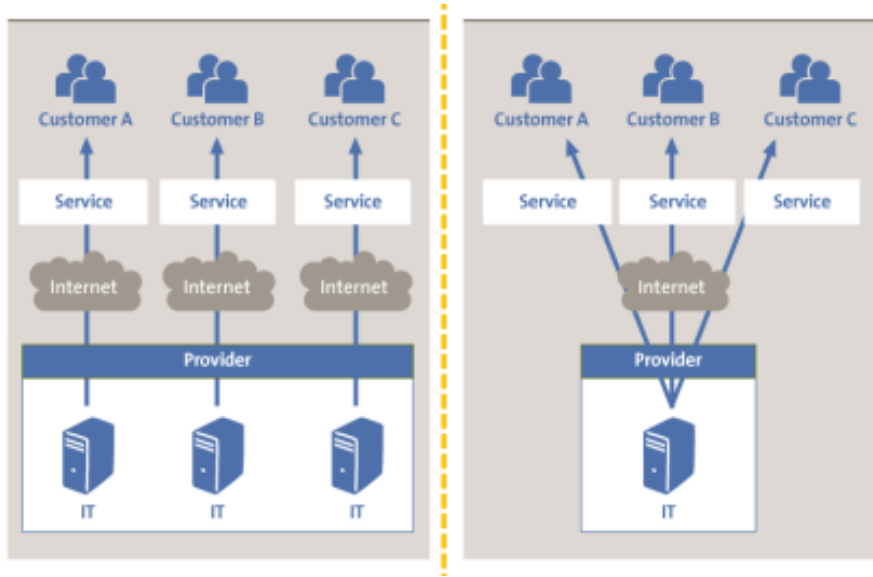 Customer A Customer B Customer C
Service Service Service
Internet Internet Internet
Provider
IT IT IT
Customer A Customer B Customer C
Service Service Service
Internet
Provider
IT